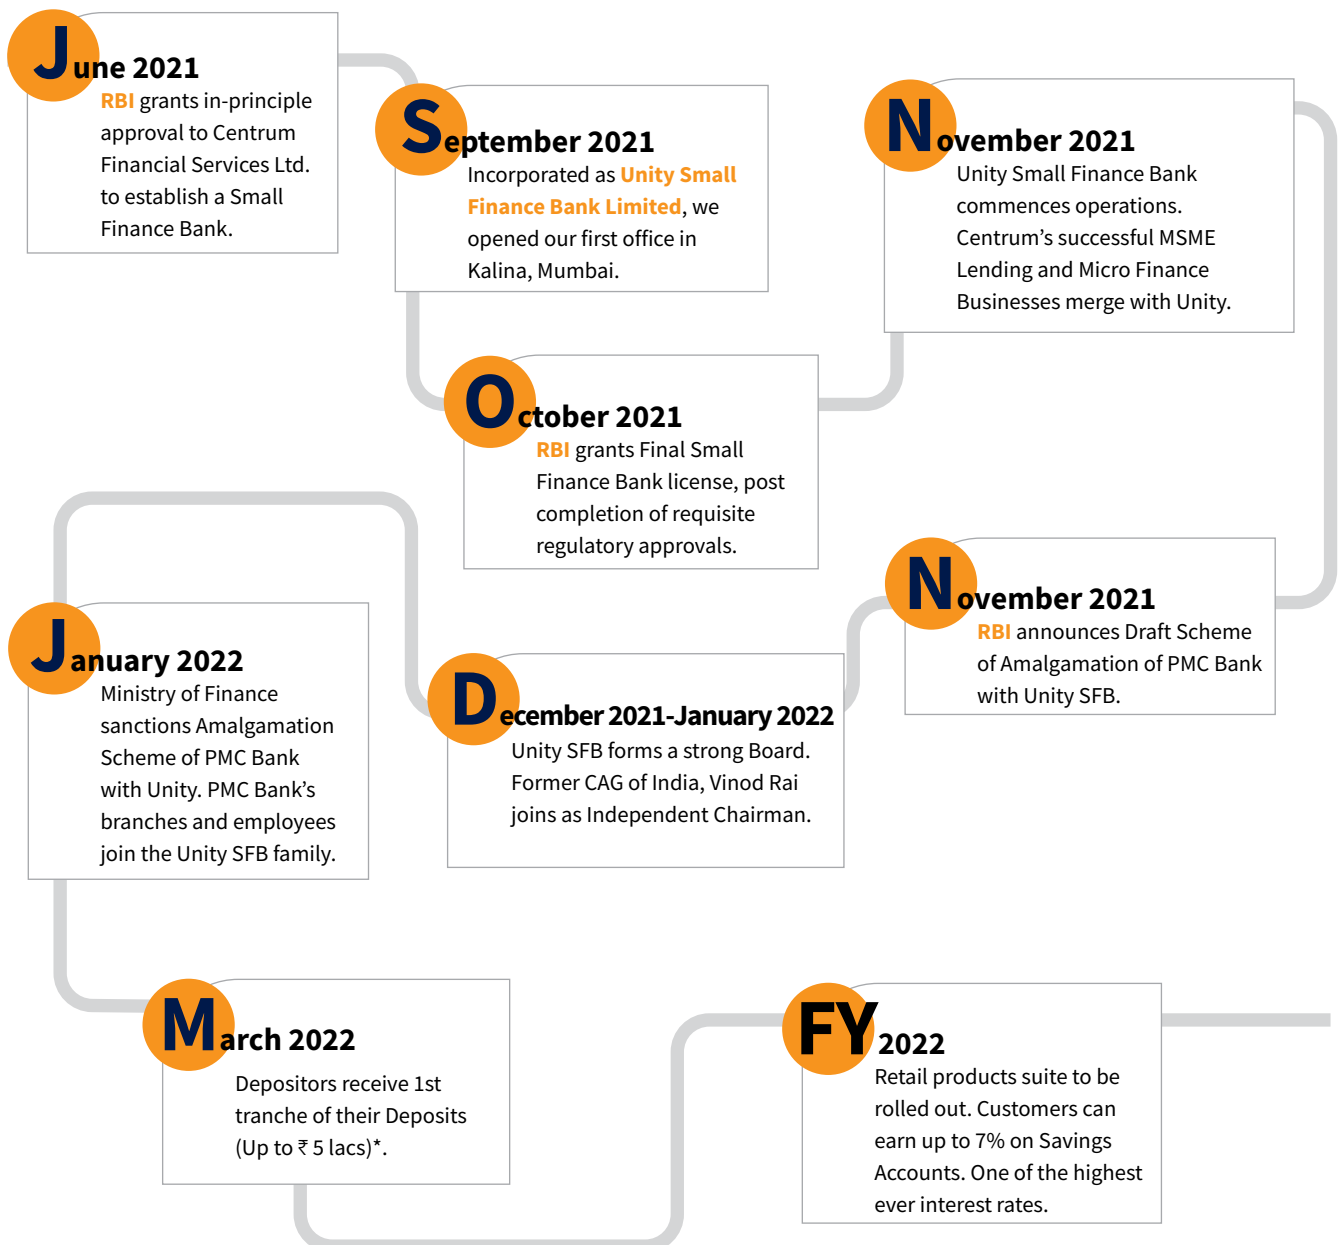 June 2021
RBI grants in-principle
approval to Centrum
Financial Services Ltd.
to establish a Small
Finance Bank.
September 2021
Incorporated as Unity Small
Finance Bank Limited, we
opened our first office in
Kalina, Mumbai.
October 2021
RBI grants Final Small
Finance Bank license, post
completion of requisite
regulatory approvals.
November 2021
Unity Small Finance Bank
commences operations.
Centrum's successful MSME
Lending and Micro Finance
Businesses merge with Unity.
November 2021
RBI announces Draft Scheme
of Amalgamation of PMC Bank
with Unity SFB.
December 2021-January 2022
Unity SFB forms a strong Board.
Former CAG of India, Vinod Rai
joins as Independent Chairman.
January 2022
Ministry of Finance
sanctions Amalgamation
Scheme of PMC Bank
with Unity. PMC Bank's
branches and employees
join the Unity SFB family.
March 2022
Depositors receive 1st
tranche of their Deposits
(Up to ₹ 5 lacs)*.
FY 2022
Retail products suite to be
rolled out. Customers can
earn up to 7% on Savings
Accounts. One of the highest
ever interest rates.